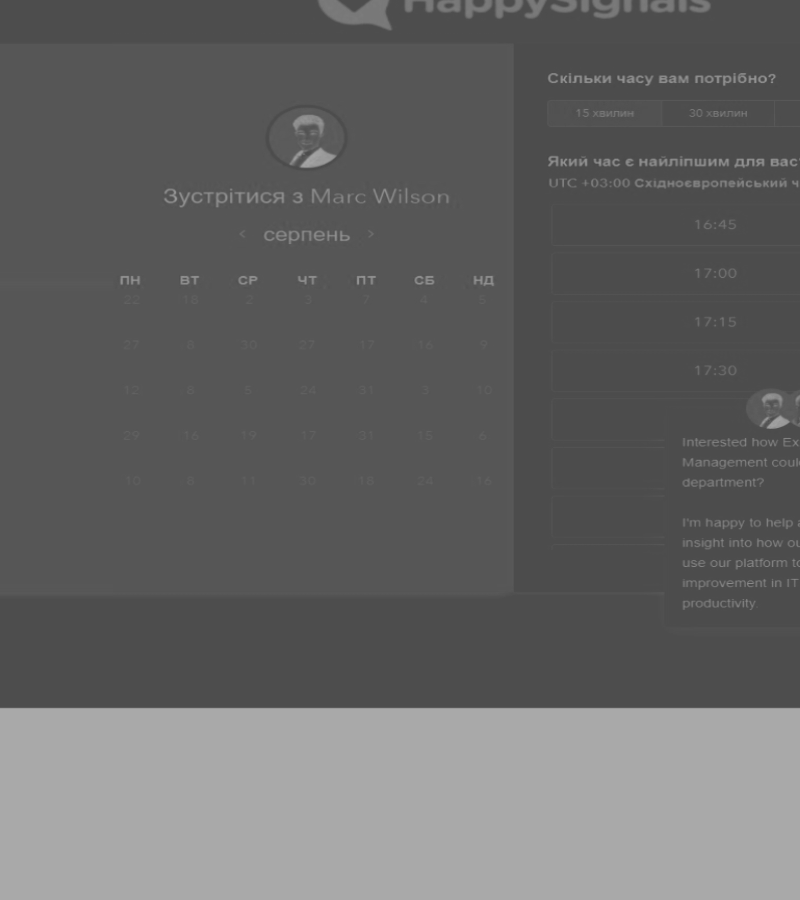 HappySignals
Зустрітися з Marc Wilson
‹ серпень ›
ПН ВТ СР ЧТ ПТ СБ НД
22 18 2 3 7 4 5
27 8 30 27 17 16 9
12 8 5 24 31 3 10
29 16 19 17 31 15 6
10 8 11 30 18 24 16
Скільки часу вам потрібно?
15 хвилин 30 хвилин
Який час є найліпшим для вас
UTC +03:00 Східноєвропейський ч
16:45
17:00
17:15
17:30
Interested how Ex
Management coul
department?
I'm happy to help a
insight into how ou
use our platform to
improvement in IT
productivity.